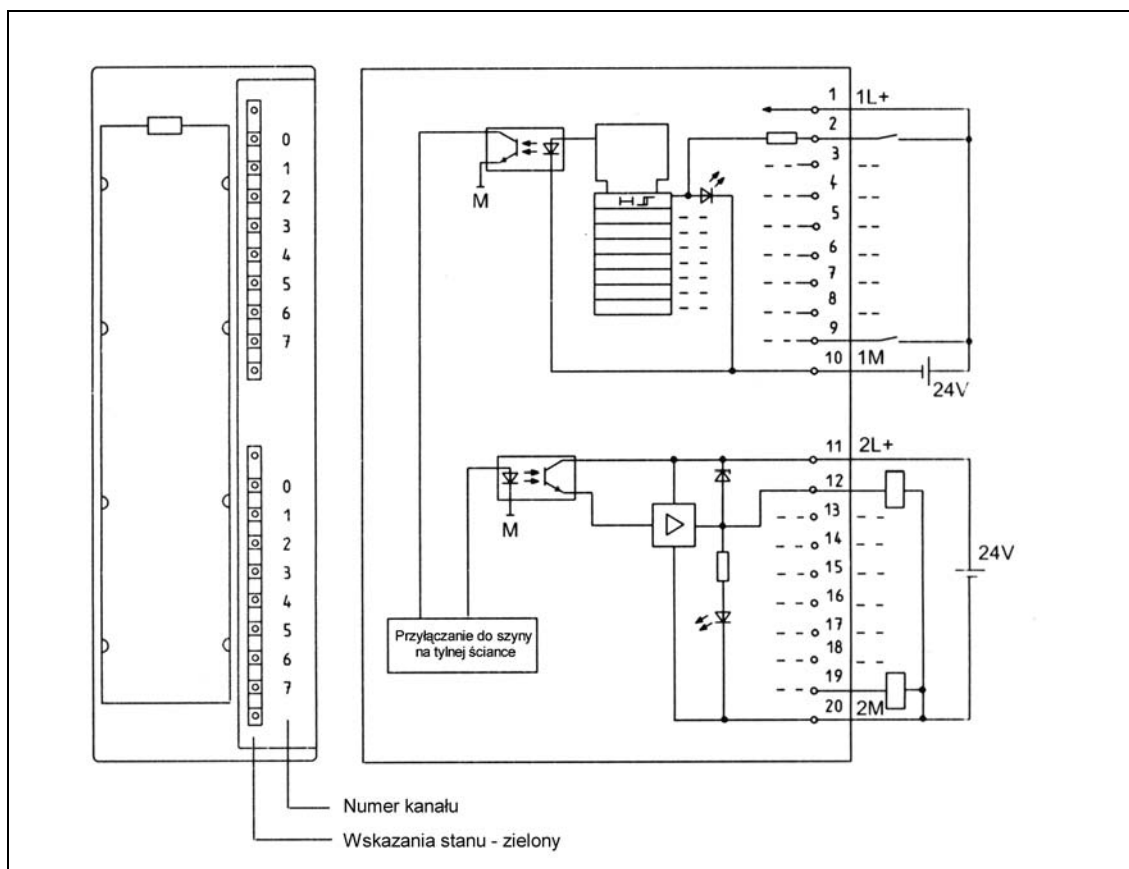 0
1
2
3
4
5
6
7
0
1
2
3
4
5
6
7
Numer kanału
Wskazania stanu - zielony
M
1 1L+
2
3
4
5
6
7
8
9
10 1M
24V
M
11 2L+
12
13
14
15
16
17
18
19
20 2M
24V
Przyłączanie do szyny
na tylnej ściance